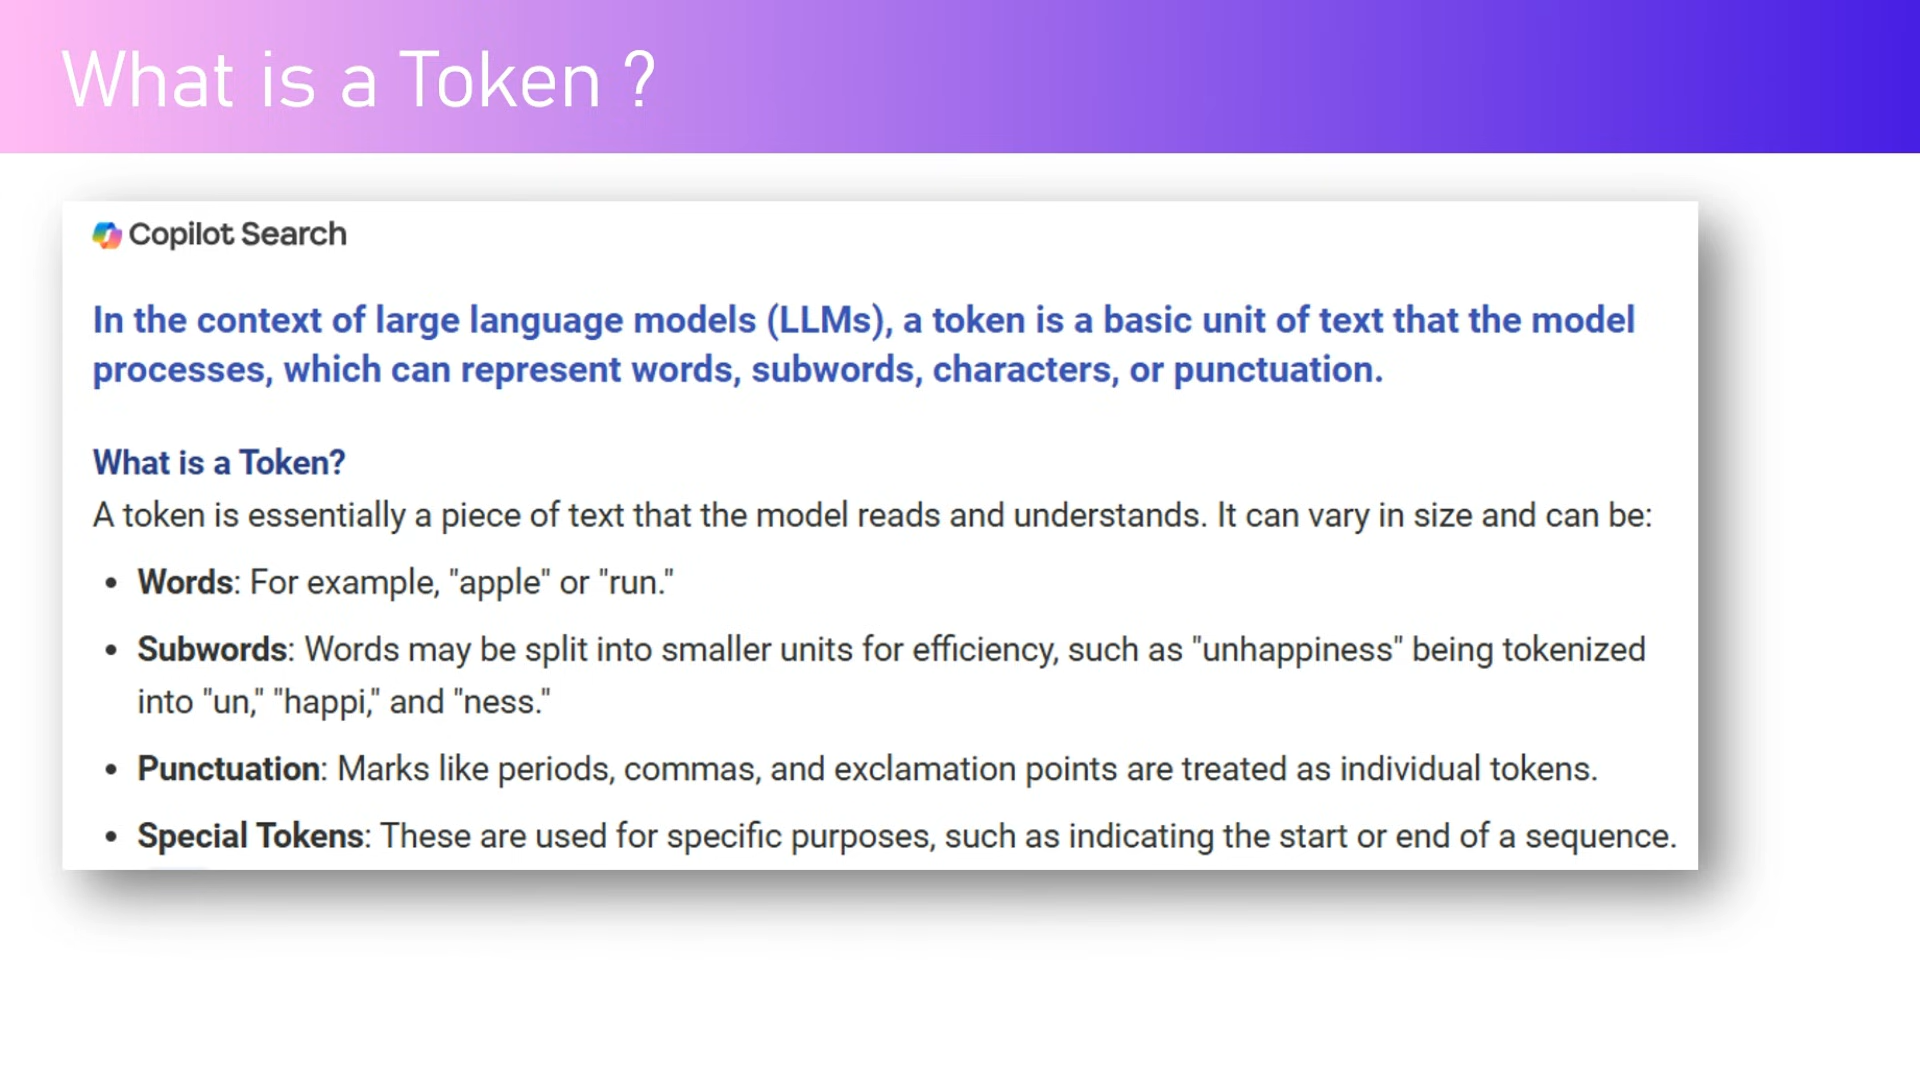 What is a Token ?
Copilot Search
In the context of large language models (LLMs), a token is a basic unit of text that the model
processes, which can represent words, subwords, characters, or punctuation.
What is a Token?
A token is essentially a piece of text that the model reads and understands. It can vary in size and can be:
• Words: For example, "apple" or "run."
• Subwords: Words may be split into smaller units for efficiency, such as "unhappiness" being tokenized
into "un," "happi," and "ness."
• Punctuation: Marks like periods, commas, and exclamation points are treated as individual tokens.
• Special Tokens: These are used for specific purposes, such as indicating the start or end of a sequence.